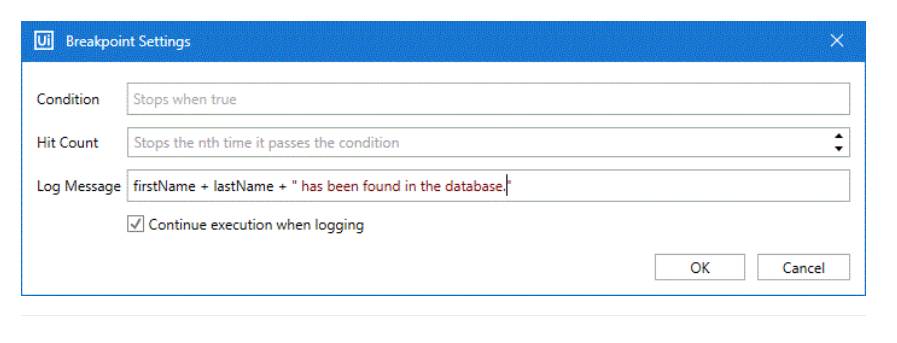 Ui Breakpoint Settings
Condition Stops when true
Hit Count Stops the nth time it passes the condition
Log Message firstName + lastName + " has been found in the database."
Continue execution when logging
OK Cancel